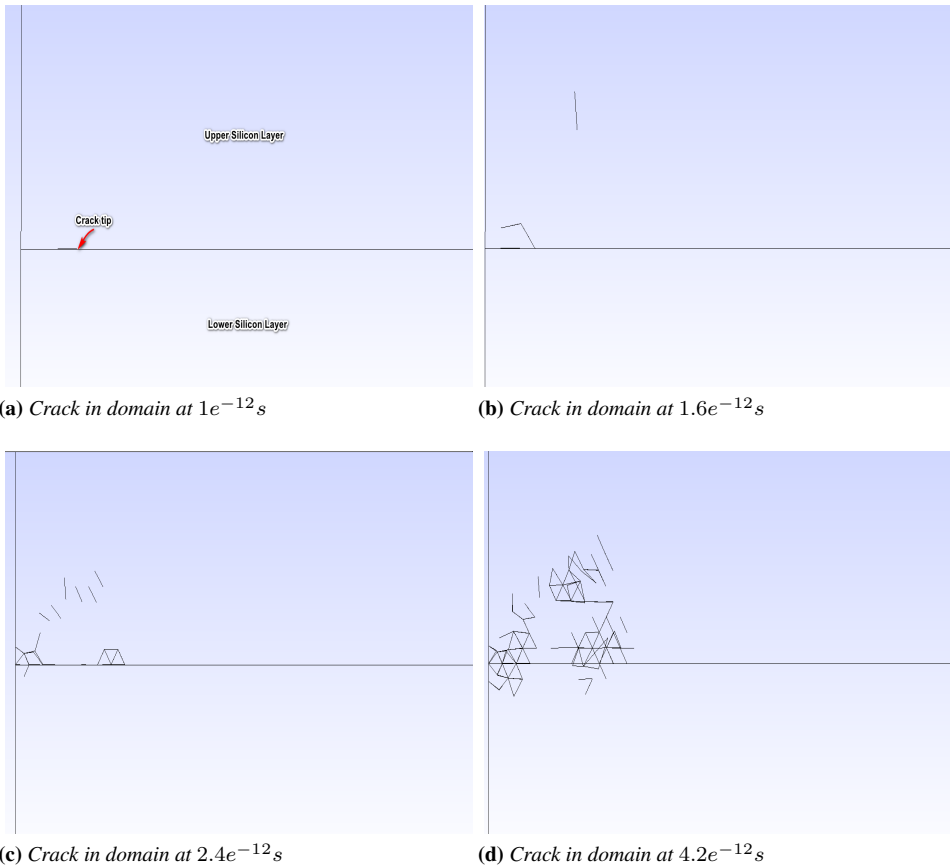 Upper Silicon Layer
Crack tip
Lower Silicon Layer
(a) Crack in domain at 1e⁻¹²s
(b) Crack in domain at 1.6e⁻¹²s
(c) Crack in domain at 2.4e⁻¹²s
(d) Crack in domain at 4.2e⁻¹²s